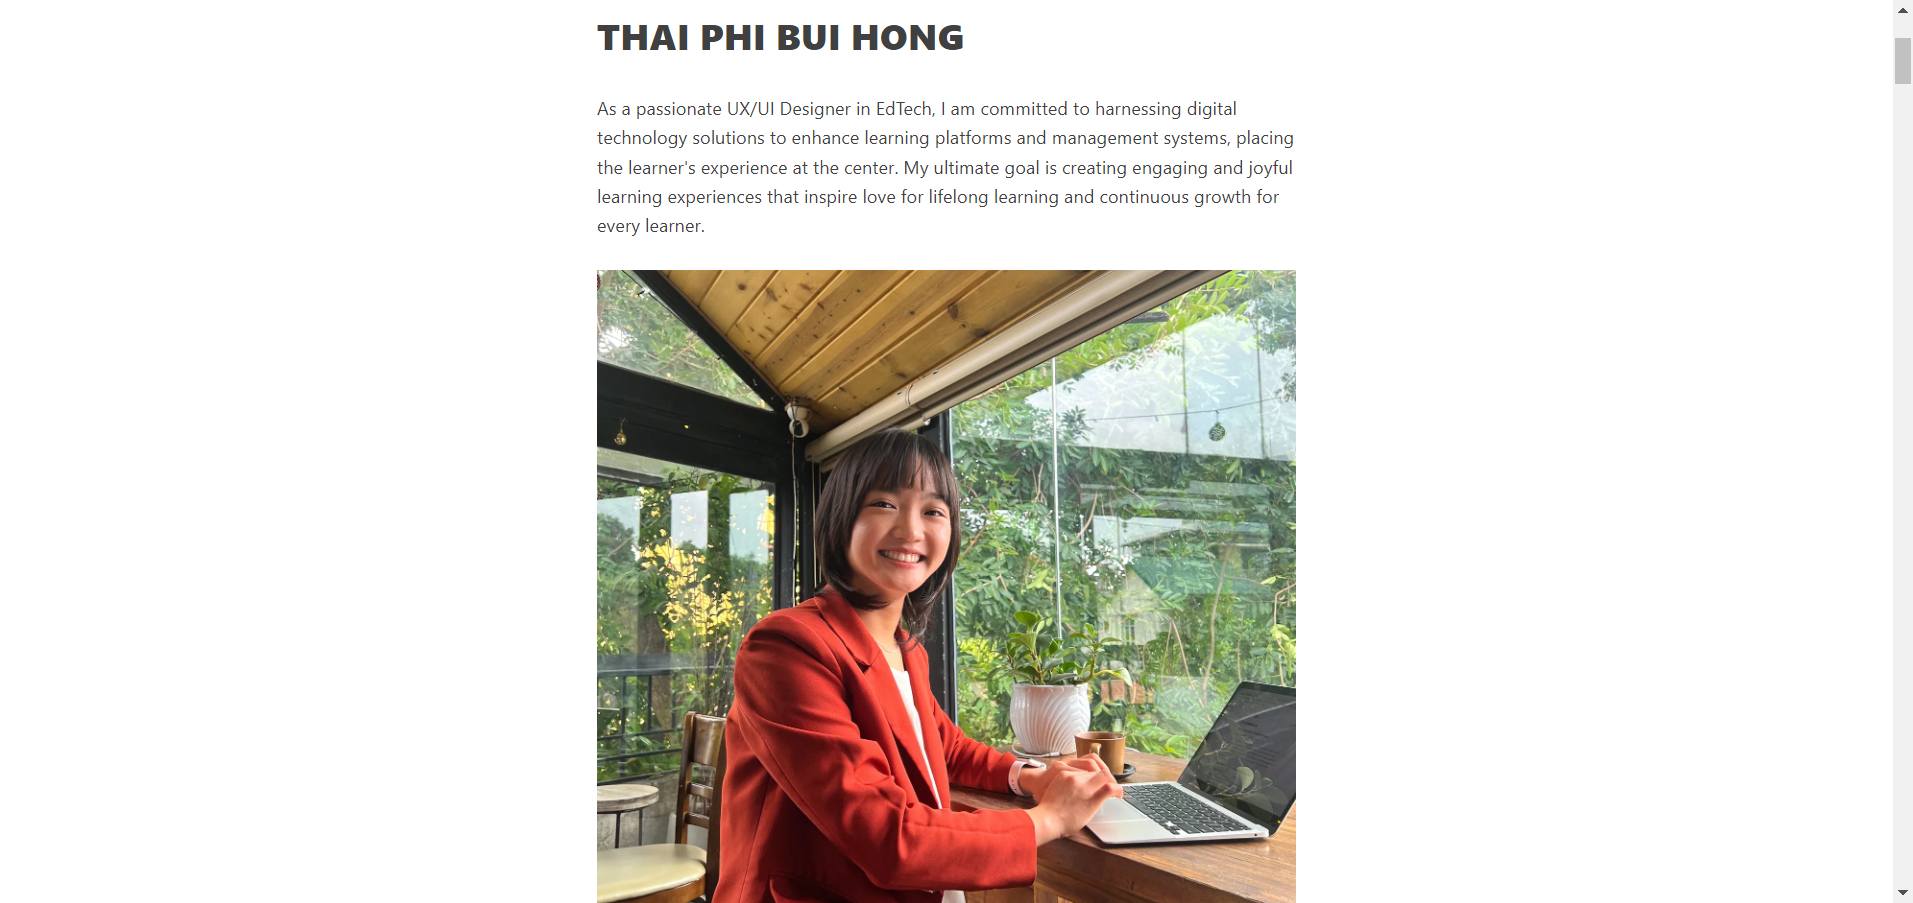 THAI PHI BUI HONG
As a passionate UX/UI Designer in EdTech, I am committed to harnessing digital
technology solutions to enhance learning platforms and management systems, placing
the learner's experience at the center. My ultimate goal is creating engaging and joyful
learning experiences that inspire love for lifelong learning and continuous growth for
every learner.